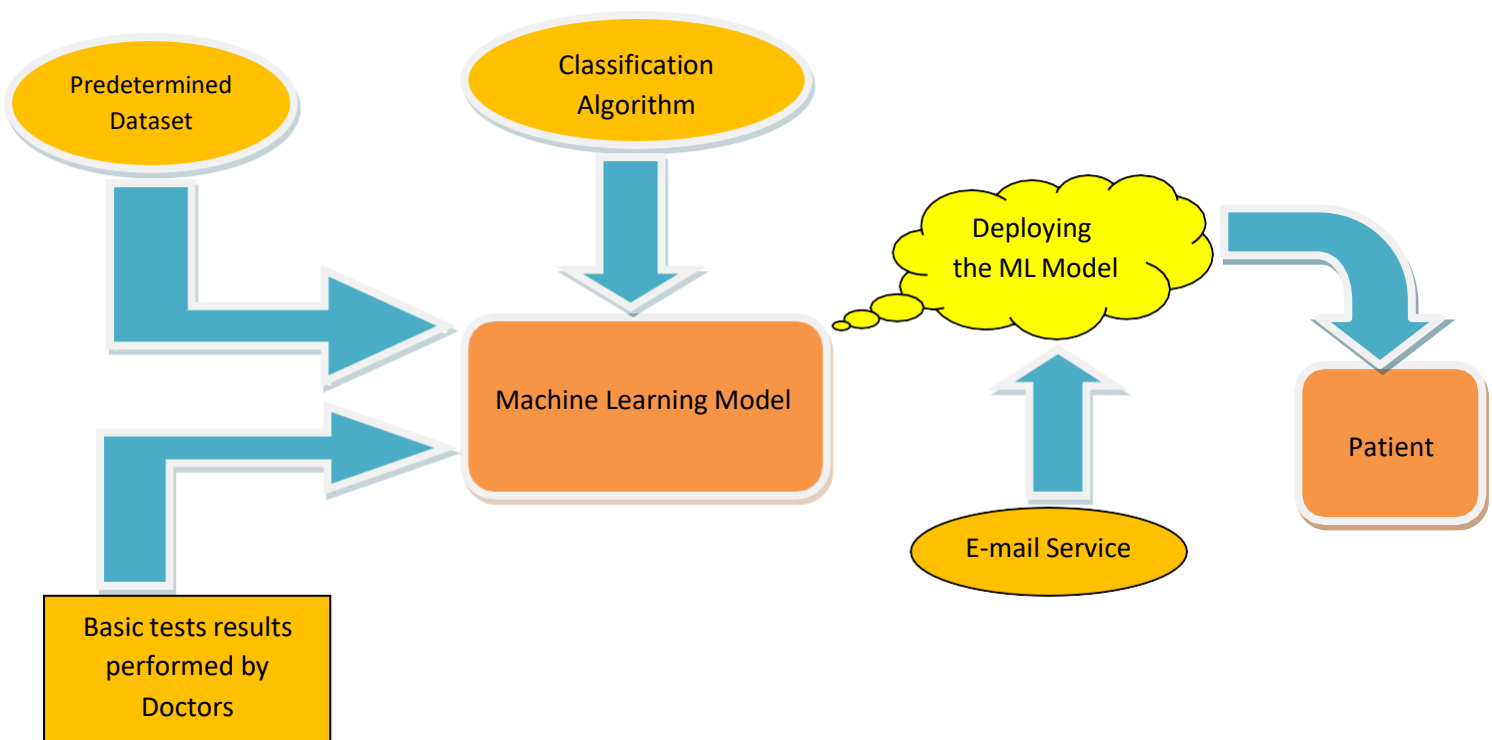 Predetermined
Dataset
Classification
Algorithm
Deploying
the ML Model
Machine Learning Model
Patient
E-mail Service
Basic tests results
performed by
Doctors